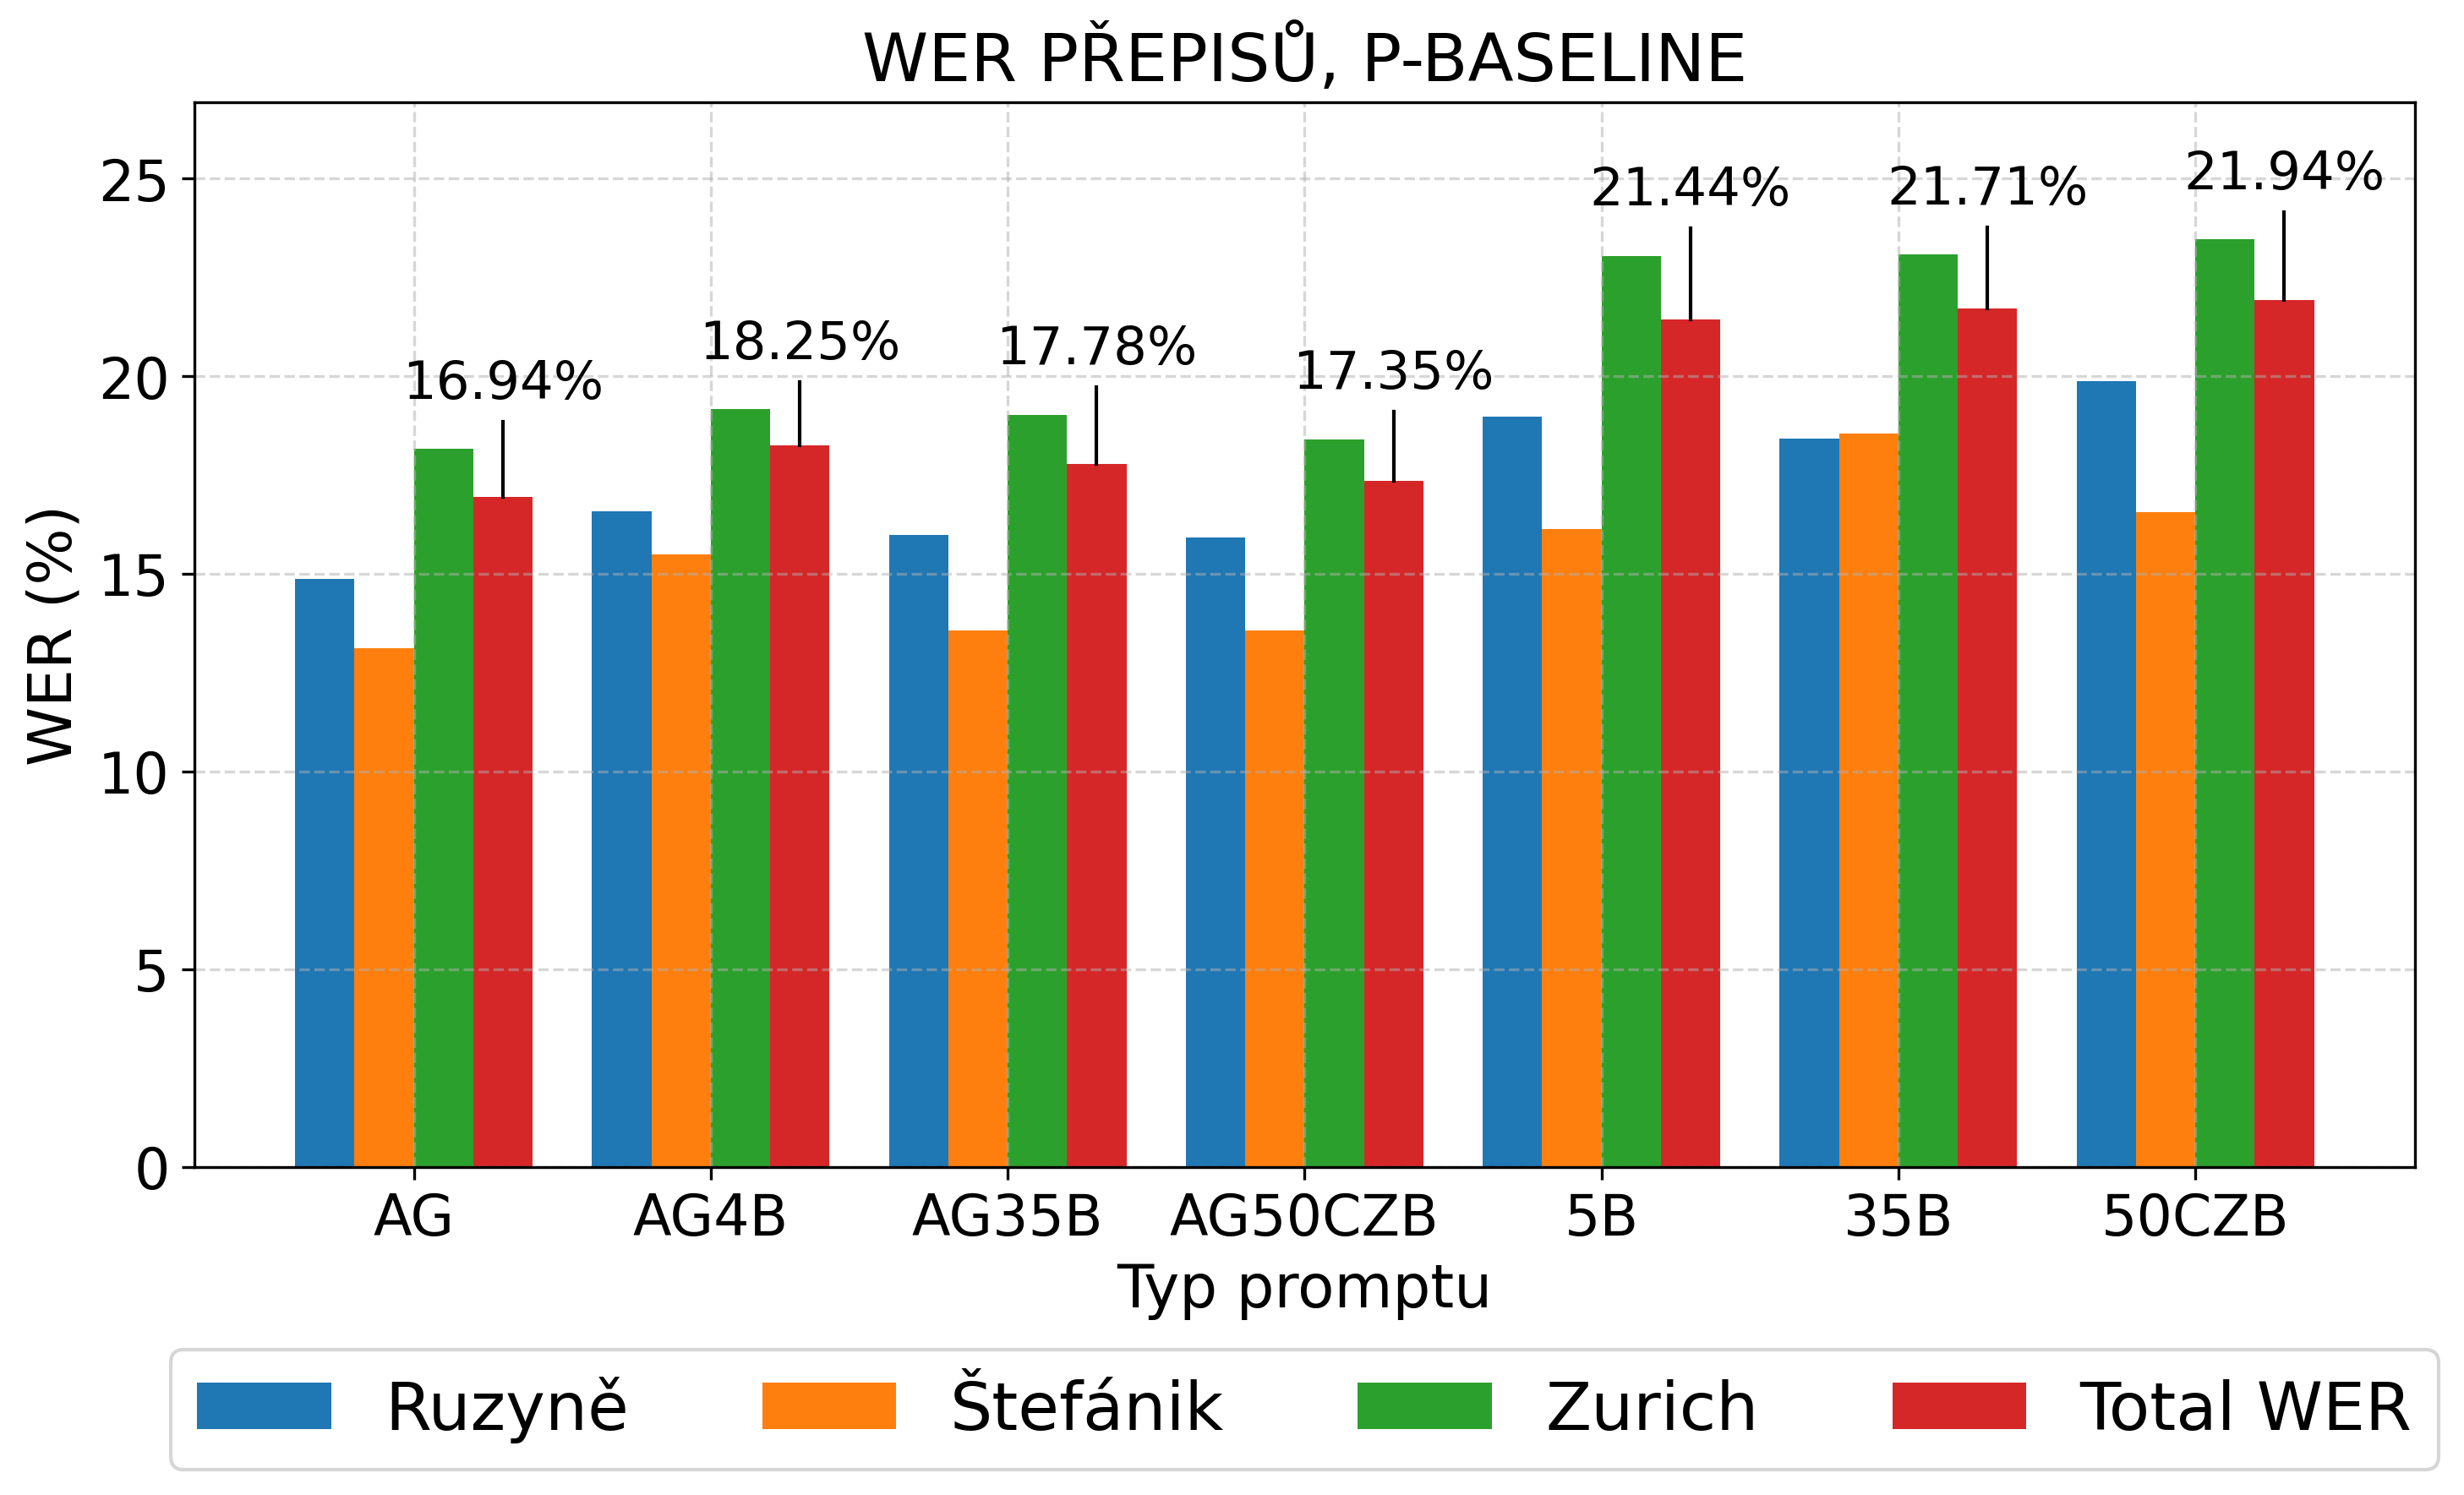 WER PŘEPISŮ, P-BASELINE
WER (%)
25
20
15
10
5
0
16.94%
18.25%
17.78%
17.35%
21.44%
21.71%
21.94%
AG
AG4B
AG35B
AG50CZB
5B
35B
50CZB
Typ promptu
Ruzyně
Štefánik
Zurich
Total WER